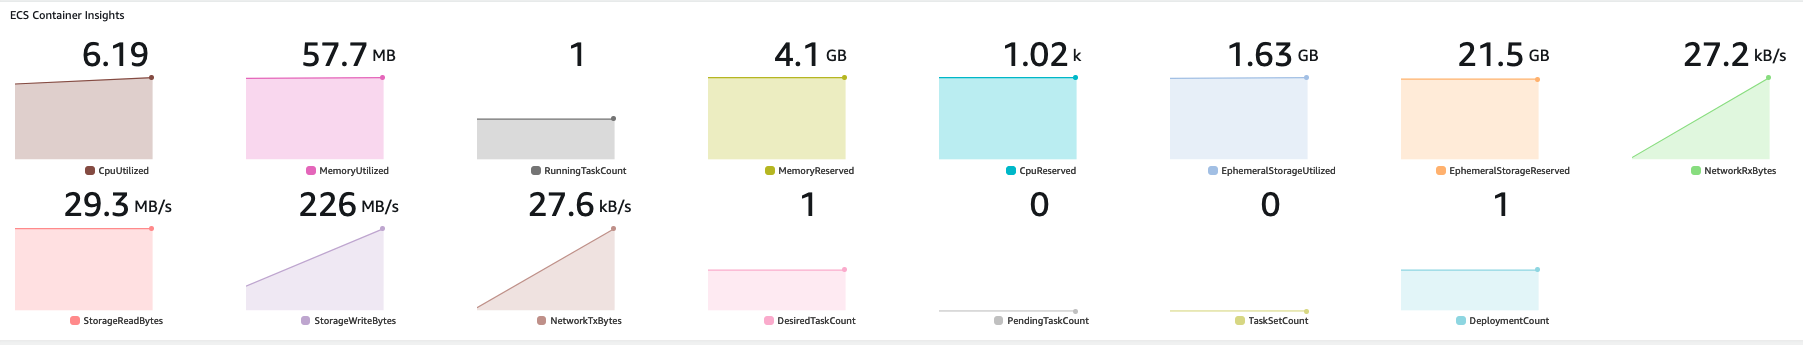 ECS Container Insights
6.19 57.7 MB 1 4.1 GB 1.02 k 1.63 GB 21.5 GB 27.2 kB/s
CpuUtilized MemoryUtilized RunningTaskCount MemoryReserved CpuReserved EphemeralStorageUtilized EphemeralStorageReserved NetworkRxBytes
29.3 MB/s 226 MB/s 27.6 kB/s 1 0 0 1
StorageReadBytes StorageWriteBytes NetworkTxBytes DesiredTaskCount PendingTaskCount TaskSetCount DeploymentCount